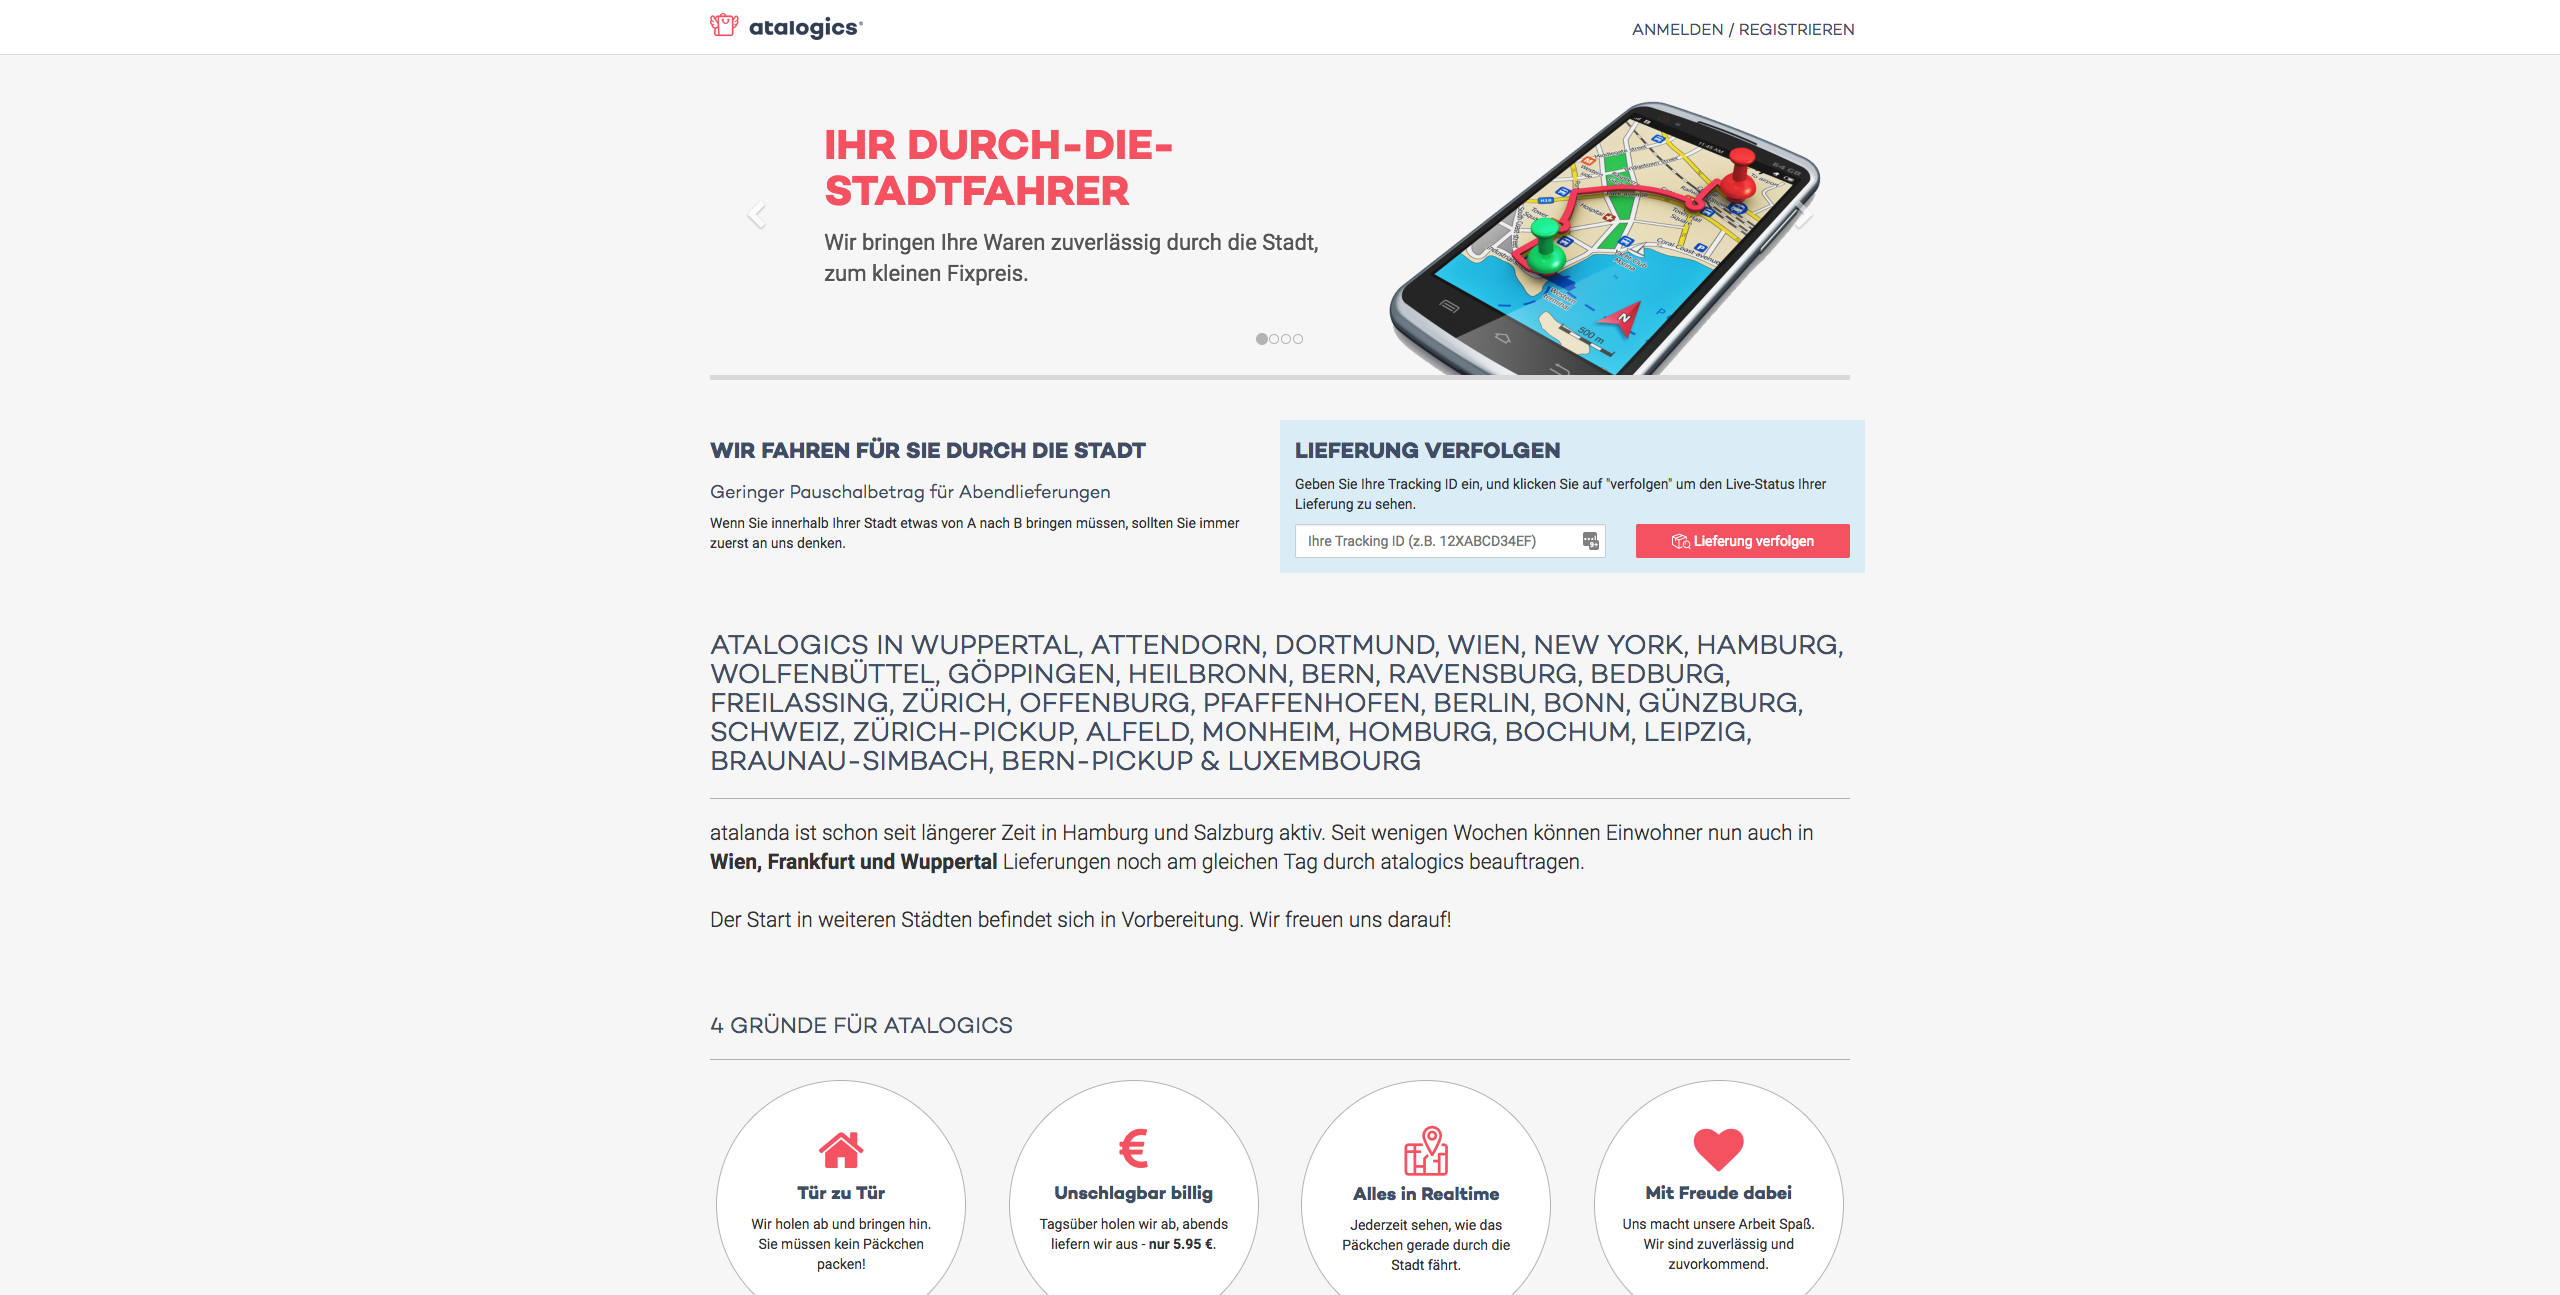 atalogics
ANMELDEN / REGISTRIEREN
IHR DURCH-DIE-
STADTFAHRER
Wir bringen Ihre Waren zuverlässig durch die Stadt,
zum kleinen Fixpreis.
N
500 m
WIR FAHREN FÜR SIE DURCH DIE STADT
Geringer Pauschalbetrag für Abendlieferungen
Wenn Sie innerhalb Ihrer Stadt etwas von A nach B bringen müssen, sollten Sie immer
zuerst an uns denken.
LIEFERUNG VERFOLGEN
Geben Sie Ihre Tracking ID ein, und klicken Sie auf "verfolgen" um den Live-Status Ihrer
Lieferung zu sehen.
Ihre Tracking ID (z.B. 12XABCD34EF)
Lieferung verfolgen
ATALOGICS IN WUPPERTAL, ATTENDORN, DORTMUND, WIEN, NEW YORK, HAMBURG,
WOLFENBÜTTEL, GÖPPINGEN, HEILBRONN, BERN, RAVENSBURG, BEDBURG,
FREILASSING, ZÜRICH, OFFENBURG, PFAFFENHOFEN, BERLIN, BONN, GÜNZBURG,
SCHWEIZ, ZÜRICH-PICKUP, ALFELD, MONHEIM, HOMBURG, BOCHUM, LEIPZIG,
BRAUNAU-SIMBACH, BERN-PICKUP & LUXEMBOURG
atalanda ist schon seit längerer Zeit in Hamburg und Salzburg aktiv. Seit wenigen Wochen können Einwohner nun auch in
Wien, Frankfurt und Wuppertal Lieferungen noch am gleichen Tag durch atalogics beauftragen.
Der Start in weiteren Städten befindet sich in Vorbereitung. Wir freuen uns darauf!
4 GRÜNDE FÜR ATALOGICS
Tür zu Tür
Wir holen ab und bringen hin.
Sie müssen kein Päckchen
packen!
Unschlagbar billig
Tagsüber holen wir ab, abends
liefern wir aus - nur 5.95 €.
Alles in Realtime
Jederzeit sehen, wie das
Päckchen gerade durch die
Stadt fährt.
Mit Freude dabei
Uns macht unsere Arbeit Spaß.
Wir sind zuverlässig und
zuvorkommend.